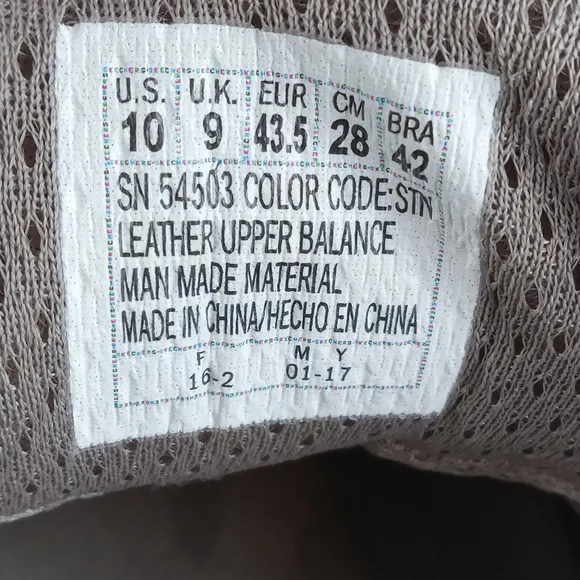 U.S. U.K. EUR CM BRA
10 9 43.5 28 42
SN 54503 COLOR CODE:STN
LEATHER UPPER BALANCE
MAN MADE MATERIAL
MADE IN CHINA/HECHO EN CHINA
F M Y
16-2 01-17